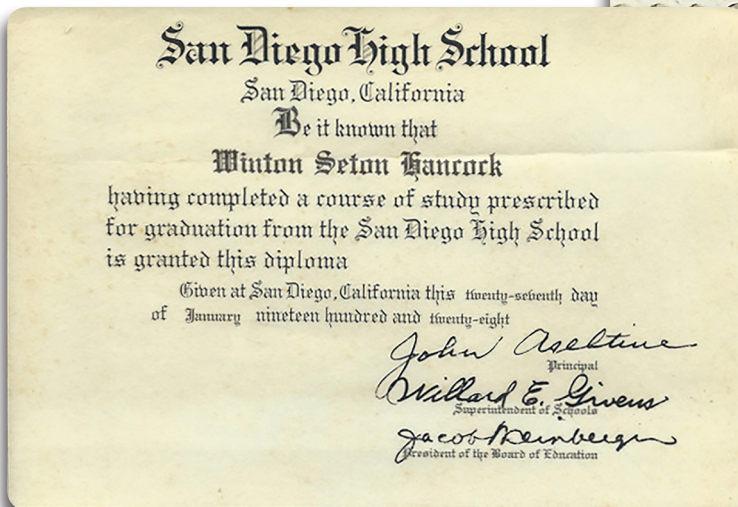 San Diego High School
San Diego, California
Be it known that
Winton Seton Hancock
having completed a course of study prescribed
for graduation from the San Diego High School
is granted this diploma
Given at San Diego, California this twenty-seventh day
of January nineteen hundred and twenty-eight
John Aseltine
Principal
Willard E. Givens
Superintendent of Schools
Jacob Weinberger
President of the Board of Education